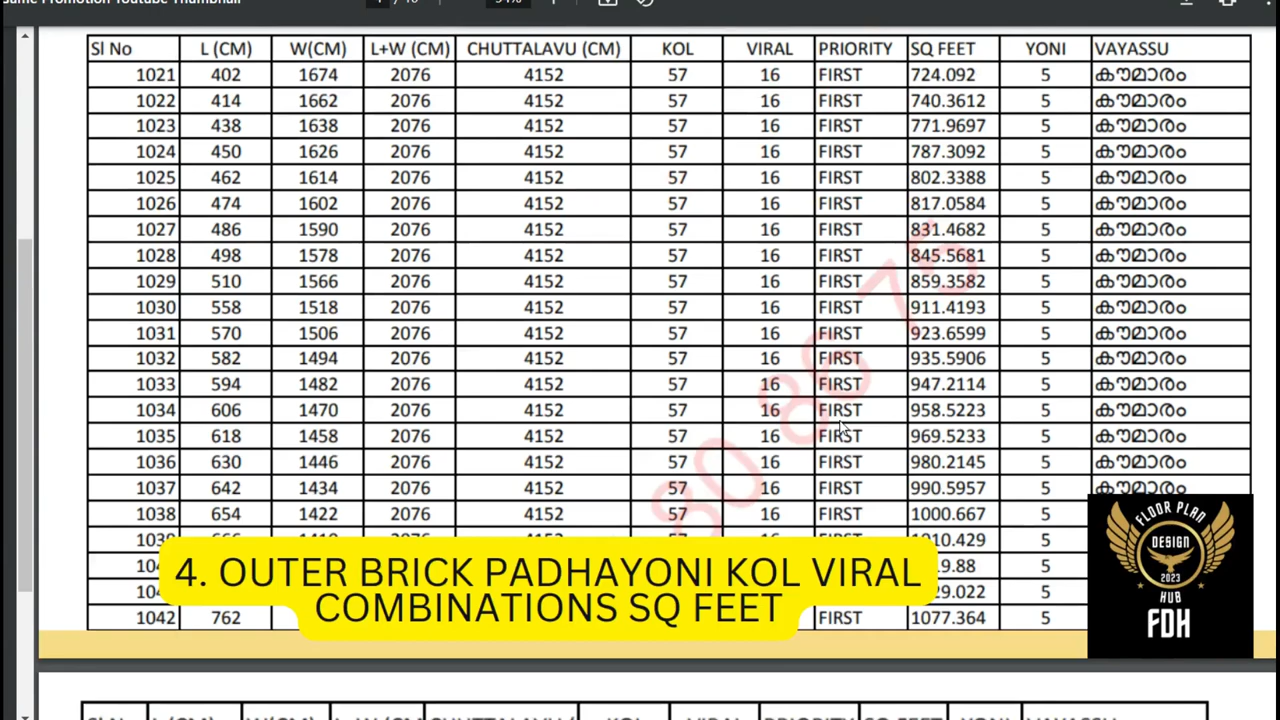 Sl No L (CM) W(CM) L+W (CM) CHUTTALAVU (CM) KOL VIRAL PRIORITY SQ FEET YONI VAYASSU
1021 402 1674 2076 4152 57 16 FIRST 724.092 5 കൗമാരം
1022 414 1662 2076 4152 57 16 FIRST 740.3612 5 കൗമാരം
1023 438 1638 2076 4152 57 16 FIRST 771.9697 5 കൗമാരം
1024 450 1626 2076 4152 57 16 FIRST 787.3092 5 കൗമാരം
1025 462 1614 2076 4152 57 16 FIRST 802.3388 5 കൗമാരം
1026 474 1602 2076 4152 57 16 FIRST 817.0584 5 കൗമാരം
1027 486 1590 2076 4152 57 16 FIRST 831.4682 5 കൗമാരം
1028 498 1578 2076 4152 57 16 FIRST 845.5681 5 കൗമാരം
1029 510 1566 2076 4152 57 16 FIRST 859.3582 5 കൗമാരം
1030 558 1518 2076 4152 57 16 FIRST 911.4193 5 കൗമാരം
1031 570 1506 2076 4152 57 16 FIRST 923.6599 5 കൗമാരം
1032 582 1494 2076 4152 57 16 FIRST 935.5906 5 കൗമാരം
1033 594 1482 2076 4152 57 16 FIRST 947.2114 5 കൗമാരം
1034 606 1470 2076 4152 57 16 FIRST 958.5223 5 കൗമാരം
1035 618 1458 2076 4152 57 16 FIRST 969.5233 5 കൗമാരം
1036 630 1446 2076 4152 57 16 FIRST 980.2145 5 കൗമാരം
1037 642 1434 2076 4152 57 16 FIRST 990.5957 5 കൗമാരം
1038 654 1422 2076 4152 57 16 FIRST 1000.667 5
FIRST 5
5
5
1042 762 FIRST 1077.364 5
80 86 75
4. OUTER BRICK PADHAYONI KOL VIRAL
COMBINATIONS SQ FEET
FLOOR PLAN
DESIGN
2023
HUB
FDH